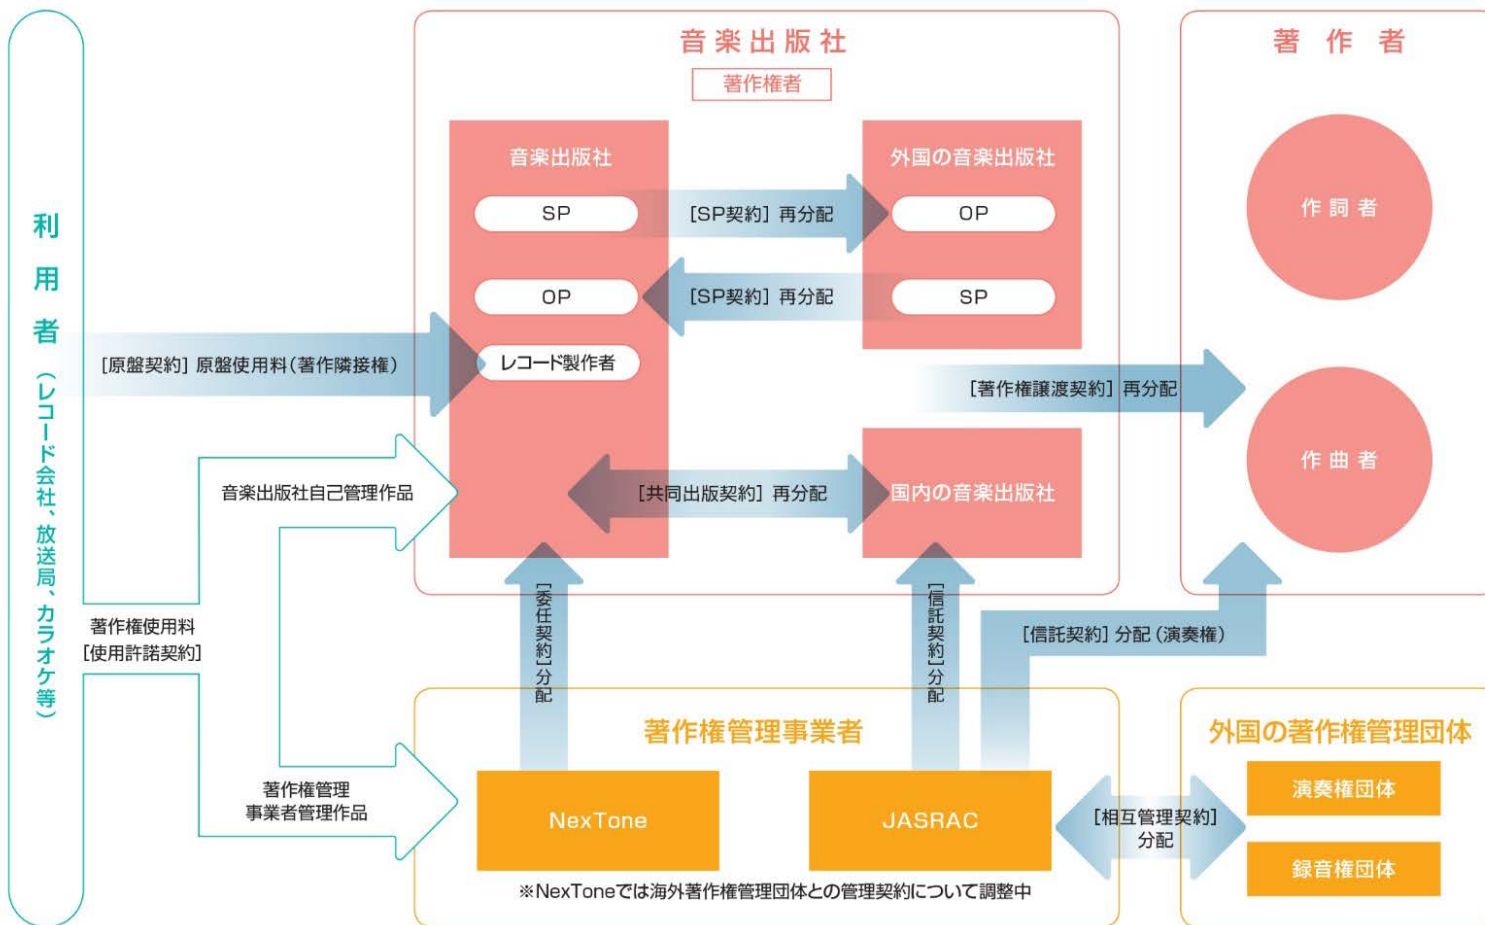 利用者(レコード会社、放送局、カラオケ等)
音楽出版社
著作権者
音楽出版社
SP
OP
レコード製作者
外国の音楽出版社
OP
SP
[SP契約] 再分配
[SP契約] 再分配
[原盤契約] 原盤使用料(著作隣接権)
[著作権譲渡契約] 再分配
音楽出版社自己管理作品
[共同出版契約] 再分配
国内の音楽出版社
著作者
作詞者
作曲者
著作権使用料
[使用許諾契約]
[委任契約]分配
[信託契約]分配
[信託契約] 分配(演奏権)
著作権管理
事業者管理作品
著作権管理事業者
NexTone
JASRAC
※NexToneでは海外著作権管理団体との管理契約について調整中
[相互管理契約]
分配
外国の著作権管理団体
演奏権団体
録音権団体